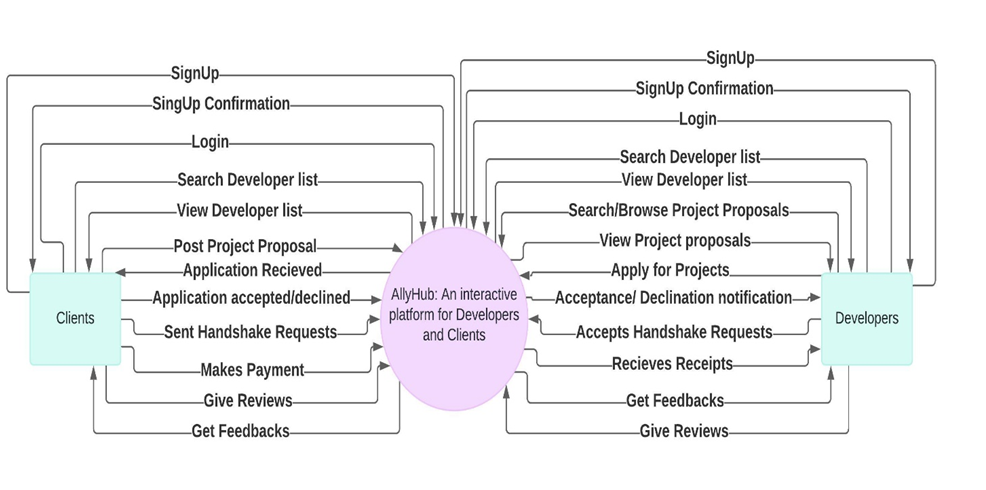 SignUp
SingUp Confirmation
Login
Search Developer list
View Developer list
Post Project Proposal
Application Recieved
Application accepted/declined
Sent Handshake Requests
Makes Payment
Give Reviews
Get Feedbacks
Clients
AllyHub: An interactive
platform for Developers
and Clients
SignUp
SignUp Confirmation
Login
Search Developer list
View Developer list
Search/Browse Project Proposals
View Project proposals
Apply for Projects
Acceptance/ Declination notification
Accepts Handshake Requests
Recieves Receipts
Get Feedbacks
Give Reviews
Developers